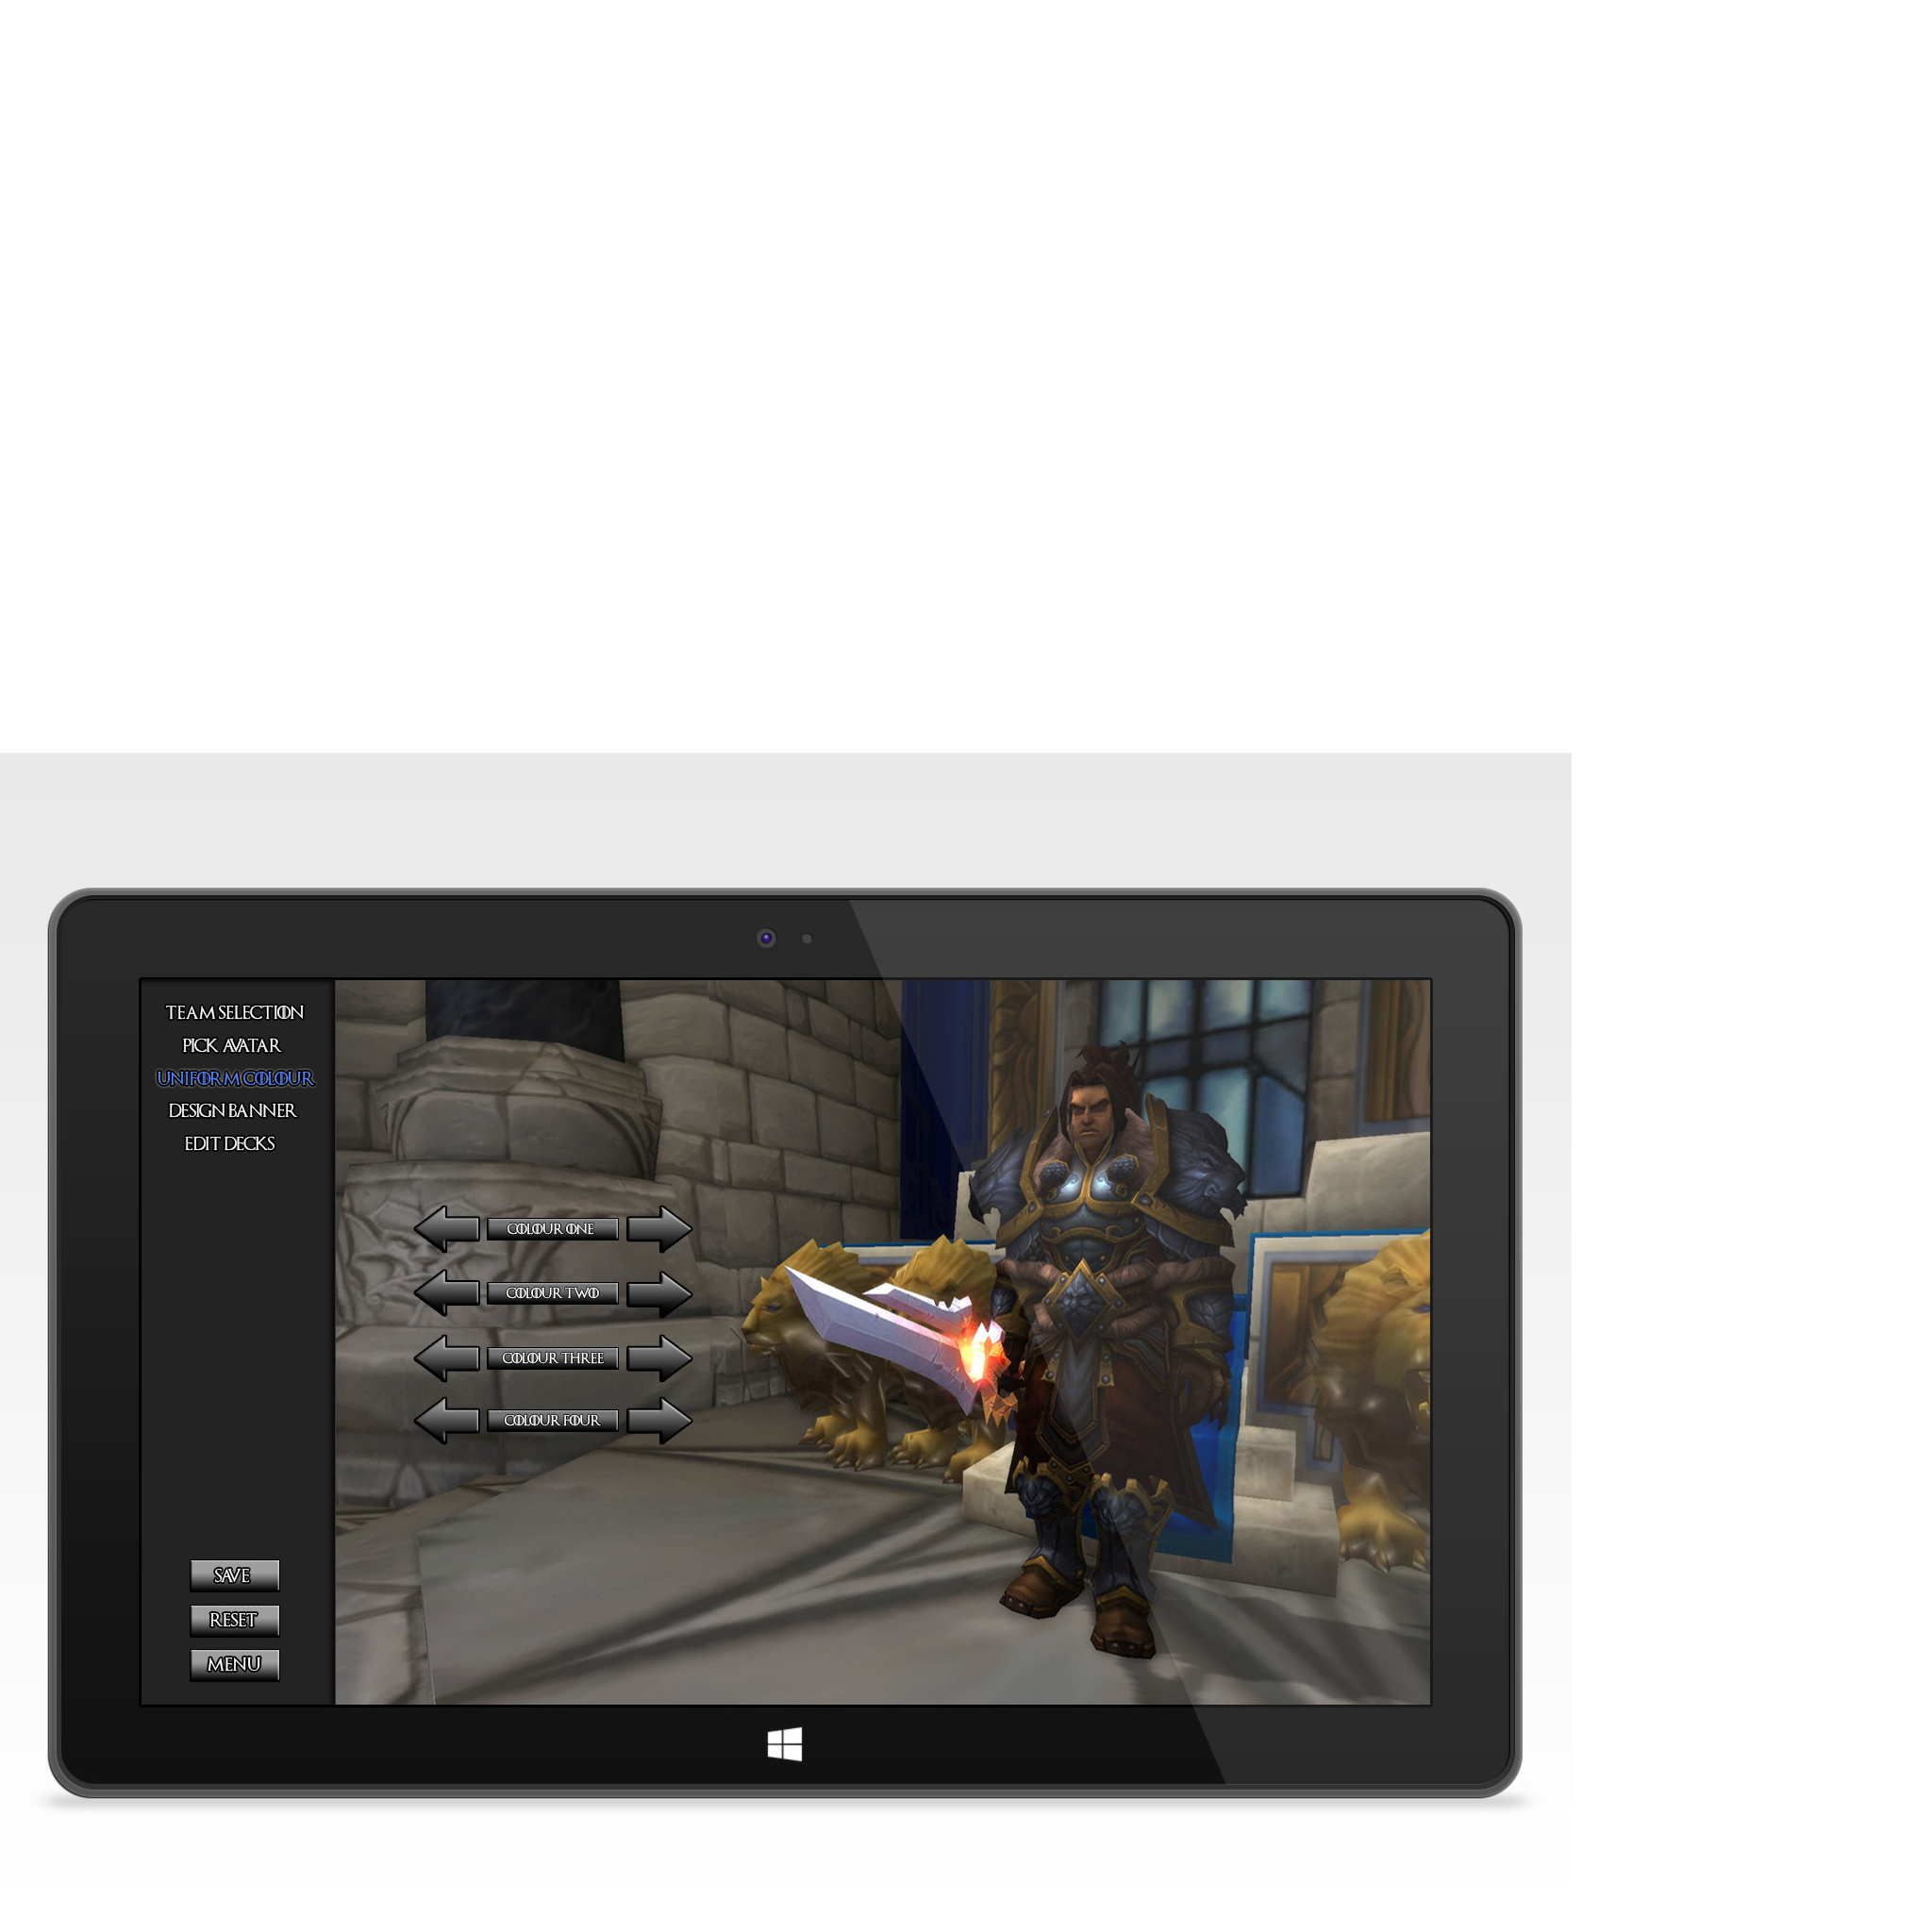 TEAM SELECTION
PICK AVATAR
UNIFORM COLOUR
DESIGN BANNER
EDIT DECKS
COLOUR ONE
COLOUR TWO
COLOUR THREE
COLOUR FOUR
SAVE
RESET
MENU